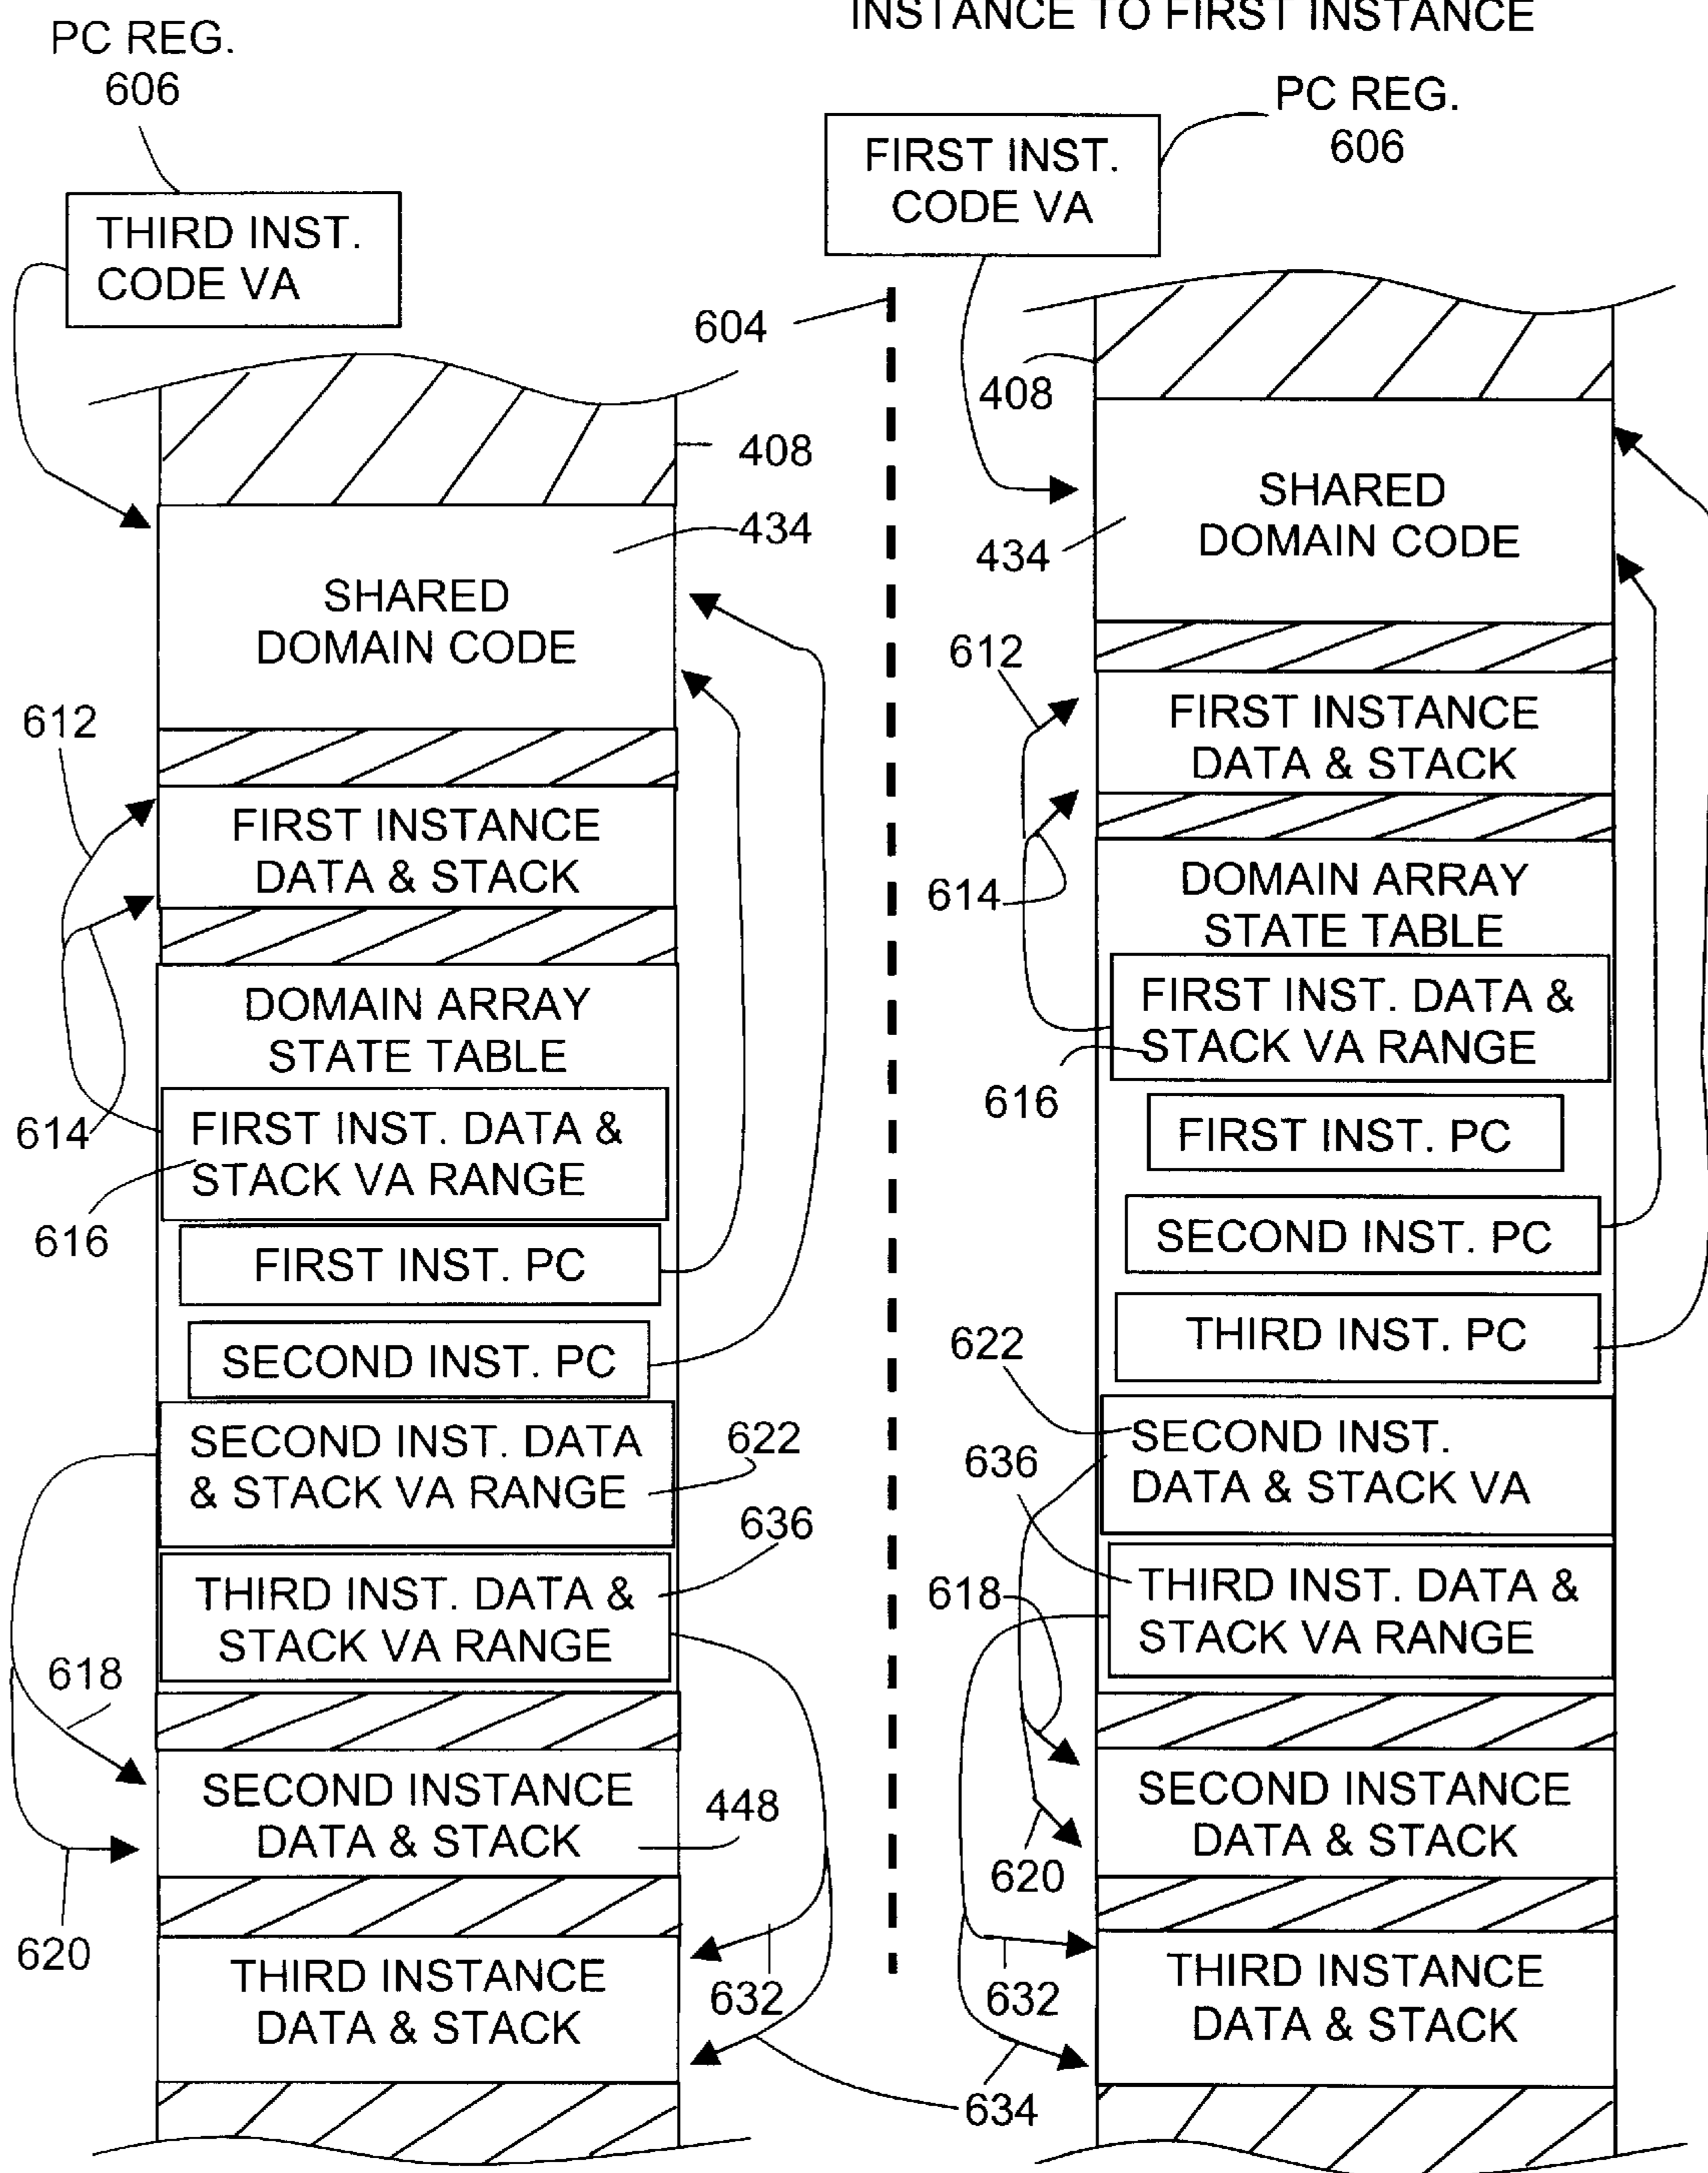 INSTANCE TO FIRST INSTANCE
PC REG.
606
THIRD INST.
CODE VA
408
434
SHARED
DOMAIN CODE
612
FIRST INSTANCE
DATA & STACK
DOMAIN ARRAY
STATE TABLE
614
FIRST INST. DATA &
STACK VA RANGE
616
FIRST INST. PC
SECOND INST. PC
SECOND INST. DATA
& STACK VA RANGE
622
636
THIRD INST. DATA &
STACK VA RANGE
618
SECOND INSTANCE
DATA & STACK
448
620
THIRD INSTANCE
DATA & STACK
632
634
604
PC REG.
606
FIRST INST.
CODE VA
408
SHARED
DOMAIN CODE
434
612
FIRST INSTANCE
DATA & STACK
614
DOMAIN ARRAY
STATE TABLE
FIRST INST. DATA &
STACK VA RANGE
616
FIRST INST. PC
SECOND INST. PC
THIRD INST. PC
622
SECOND INST.
DATA & STACK VA
636
THIRD INST. DATA &
STACK VA RANGE
618
SECOND INSTANCE
DATA & STACK
620
THIRD INSTANCE
DATA & STACK
632